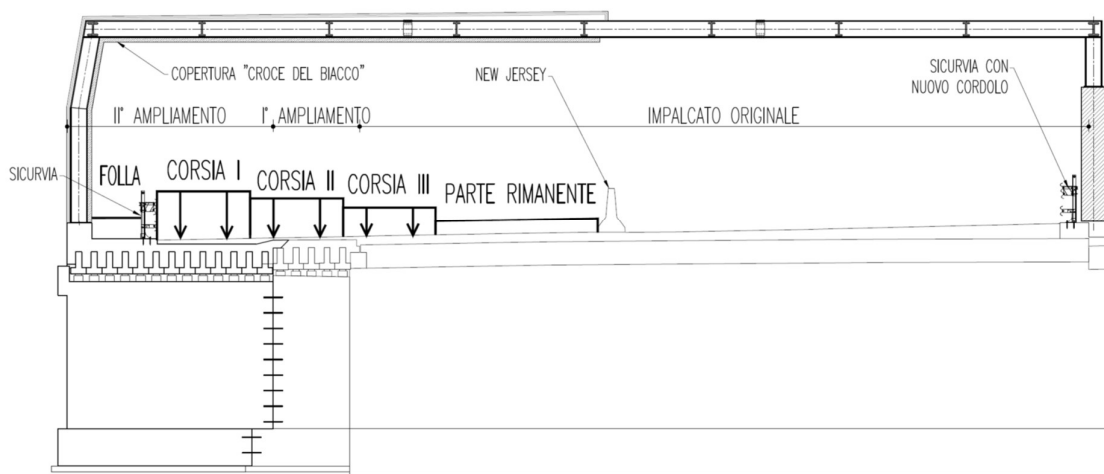 COPERTURA "CROCE DEL BIACCO"
NEW JERSEY
SICURVIA CON
NUOVO CORDOLO
II° AMPLIAMENTO
I° AMPLIAMENTO
IMPALCATO ORIGINALE
SICURVIA
FOLLA
CORSIA I
CORSIA II
CORSIA III
PARTE RIMANENTE